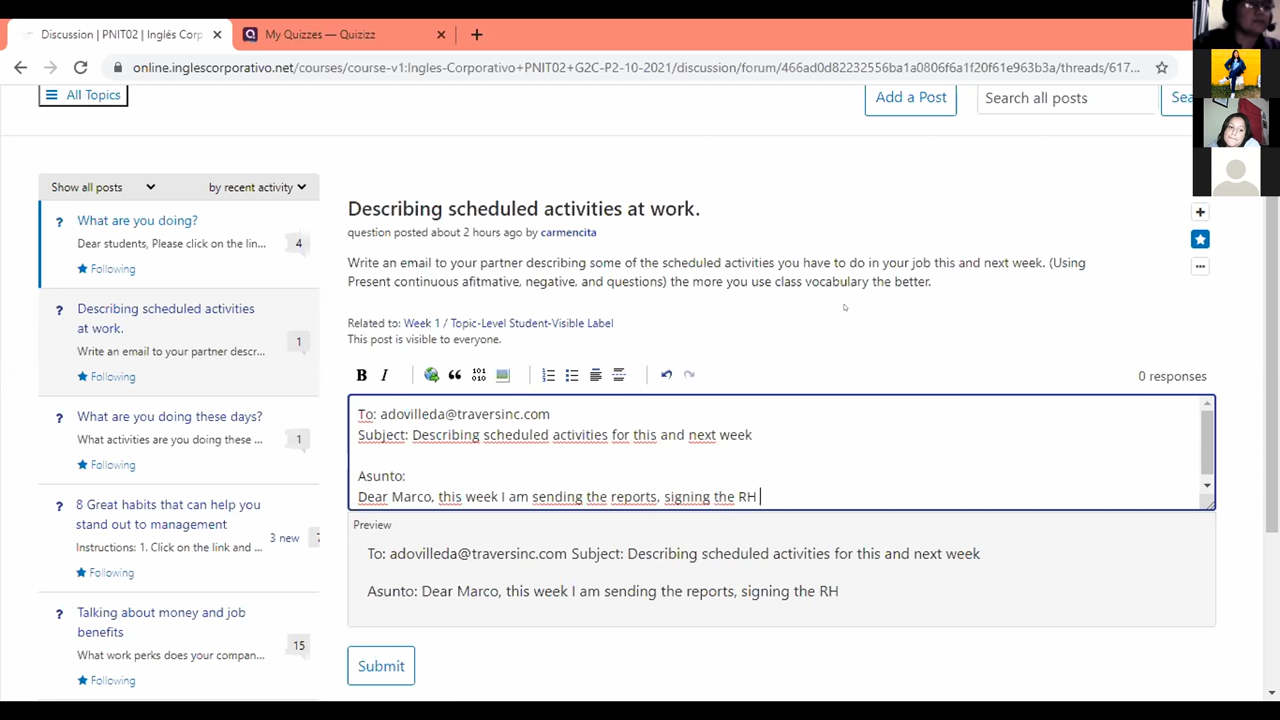 Discussion | PNIT02 | Inglés Corp
My Quizzes — Quizizz
online.inglescorporativo.net/courses/course-v1:Ingles-Corporativo+PNIT02+G2C-P2-10-2021/discussion/forum/466ad0d82232556ba1a0806f6a1f20f61e963b3a/threads/617...
All Topics
Add a Post
Search all posts
Sea
Show all posts
by recent activity
What are you doing?
Dear students, Please click on the lin...
4
Following
Describing scheduled activities
at work.
Write an email to your partner descr...
1
Following
What are you doing these days?
What activities are you doing these ...
1
Following
8 Great habits that can help you
stand out to management
3 new
Instructions: 1. Click on the link and ...
Following
Talking about money and job
benefits
What work perks does your compan...
15
Following
Describing scheduled activities at work.
question posted about 2 hours ago by carmencita
Write an email to your partner describing some of the scheduled activities you have to do in your job this and next week. (Using
Present continuous afitmative, negative, and questions) the more you use class vocabulary the better.
Related to: Week 1 / Topic-Level Student-Visible Label
This post is visible to everyone.
B I
0 responses
To: adovilleda@traversinc.com
Subject: Describing scheduled activities for this and next week
Asunto:
Dear Marco, this week I am sending the reports, signing the RH
Preview
To: adovilleda@traversinc.com Subject: Describing scheduled activities for this and next week
Asunto: Dear Marco, this week I am sending the reports, signing the RH
Submit